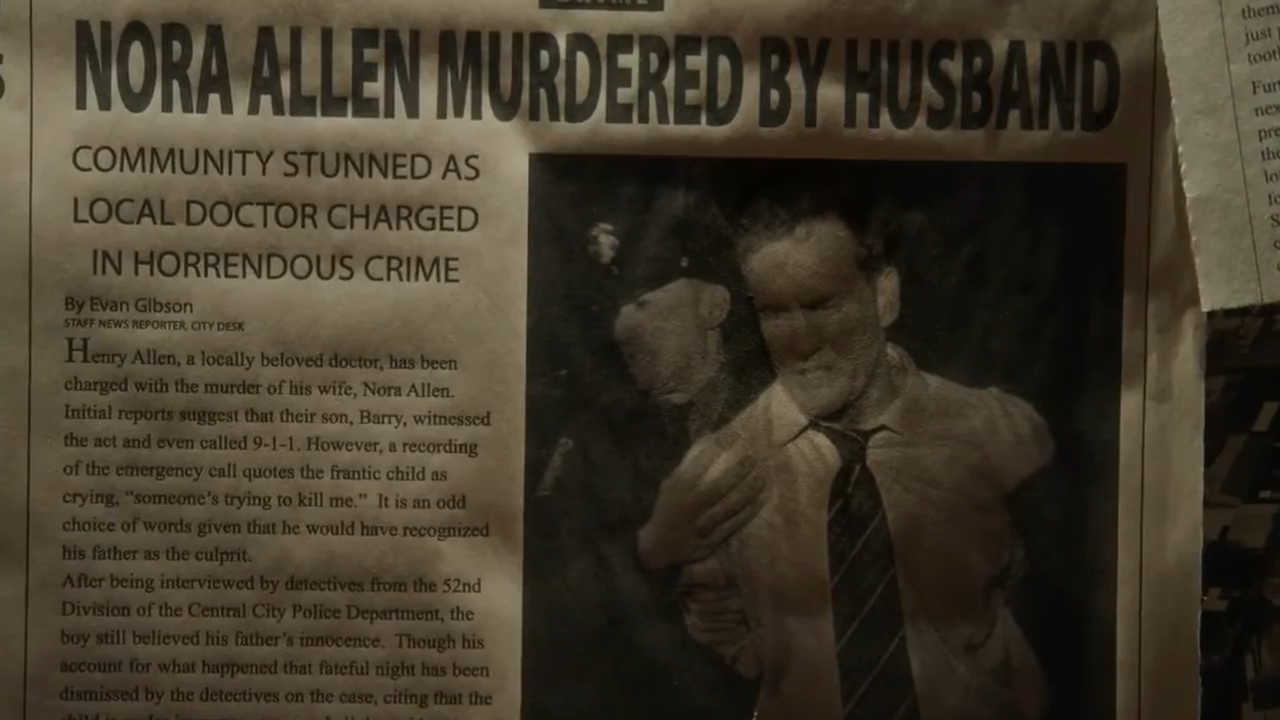 NORA ALLEN MURDERED BY HUSBAND
COMMUNITY STUNNED AS
LOCAL DOCTOR CHARGED
IN HORRENDOUS CRIME
By Evan Gibson
STAFF NEWS REPORTER, CITY DESK
Henry Allen, a locally beloved doctor, has been
charged with the murder of his wife, Nora Allen.
Initial reports suggest that their son, Barry, witnessed
the act and even called 9-1-1. However, a recording
of the emergency call quotes the frantic child as
crying, “someone’s trying to kill me.” It is an odd
choice of words given that he would have recognized
his father as the culprit.
After being interviewed by detectives from the 52nd
Division of the Central City Police Department, the
boy still believed his father’s innocence. Though his
account for what happened that fateful night has been
dismissed by the detectives on the case, citing that the
them
just